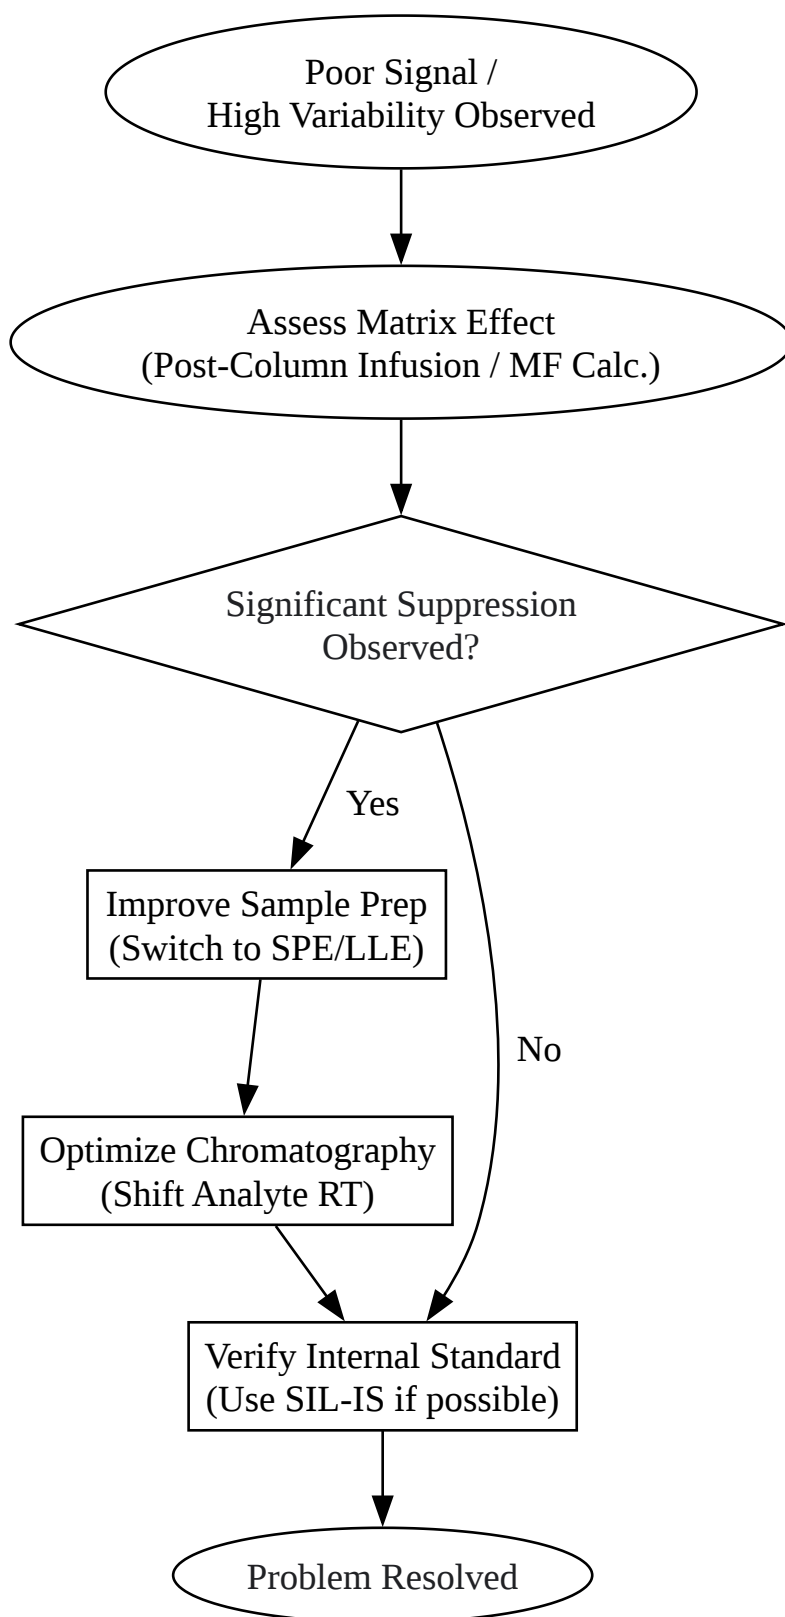 Poor Signal /
High Variability Observed
Assess Matrix Effect
(Post-Column Infusion / MF Calc.)
Significant Suppression
Observed?
Yes
Improve Sample Prep
(Switch to SPE/LLE)
No
Optimize Chromatography
(Shift Analyte RT)
Verify Internal Standard
(Use SIL-IS if possible)
Problem Resolved